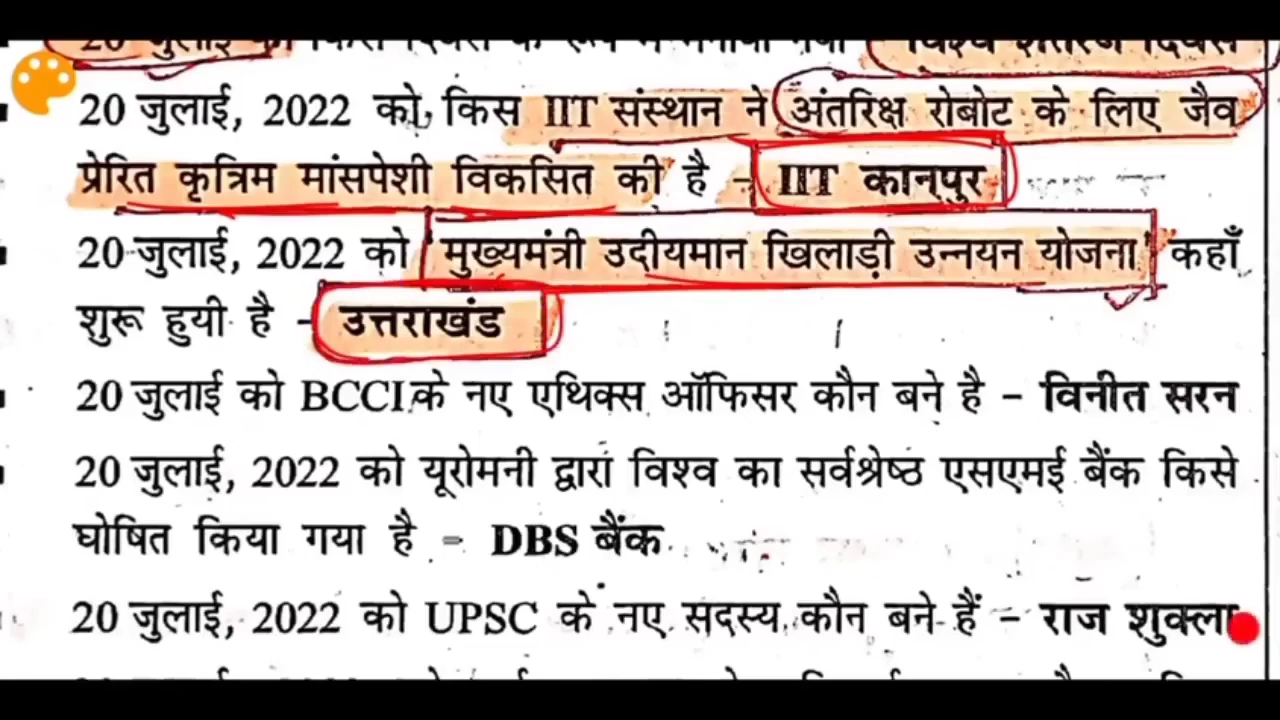 20 जुलाई, 2022 को, किस IIT संस्थान ने अंतरिक्ष रोबोट के लिए जैव
प्रेरित कृत्रिम मांसपेशी विकसित की है - IIT कानपुर
20 जुलाई, 2022 को मुख्यमंत्री उदीयमान खिलाड़ी उन्नयन योजना कहाँ
शुरू हुयी है - उत्तराखंड
20 जुलाई को BCCI के नए एथिक्स ऑफिसर कौन बने है - विनीत सरन
20 जुलाई, 2022 को यूरोमनी द्वारा विश्व का सर्वश्रेष्ठ एसएमई बैंक किसे
घोषित किया गया है - DBS बैंक
20 जुलाई, 2022 को UPSC के नए सदस्य कौन बने हैं - राज शुक्ला